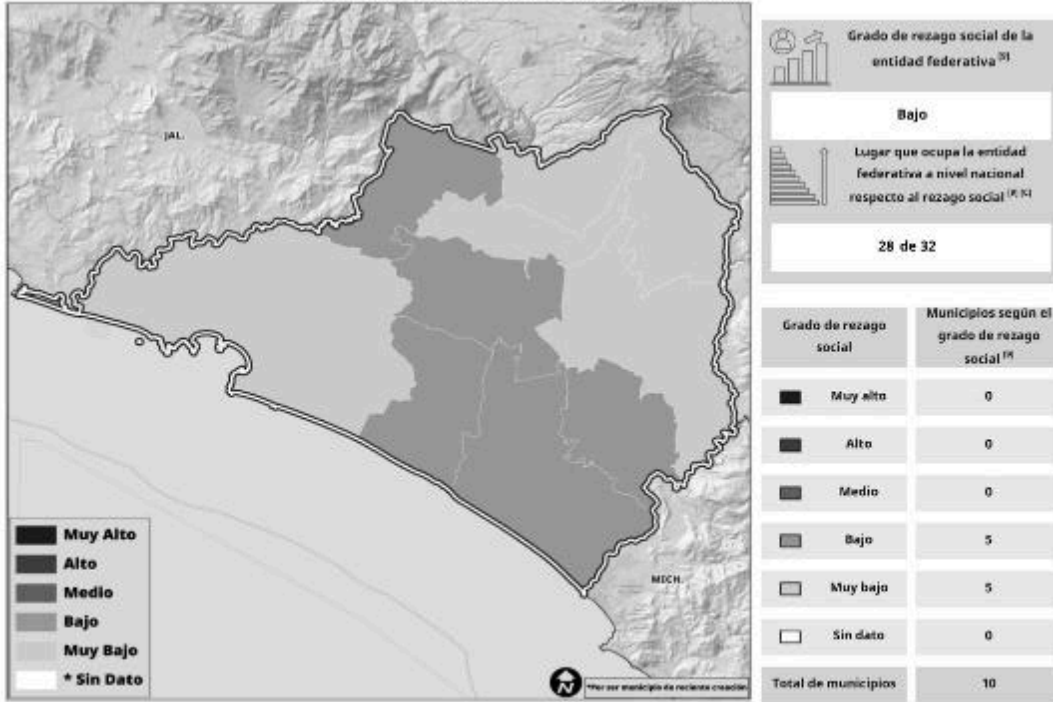 JAL.
MICH.
Muy Alto
Alto
Medio
Bajo
Muy Bajo
* Sin Dato
N
*Por ser municipio de reciente creación
Grado de rezago social de la
entidad federativa
Bajo
Lugar que ocupa la entidad
federativa a nivel nacional
respecto al rezago social
28 de 32
Grado de rezago
social
Municipios según el
grado de rezago
social
Muy alto 0
Alto 0
Medio 0
Bajo 5
Muy bajo 5
Sin dato 0
Total de municipios 10